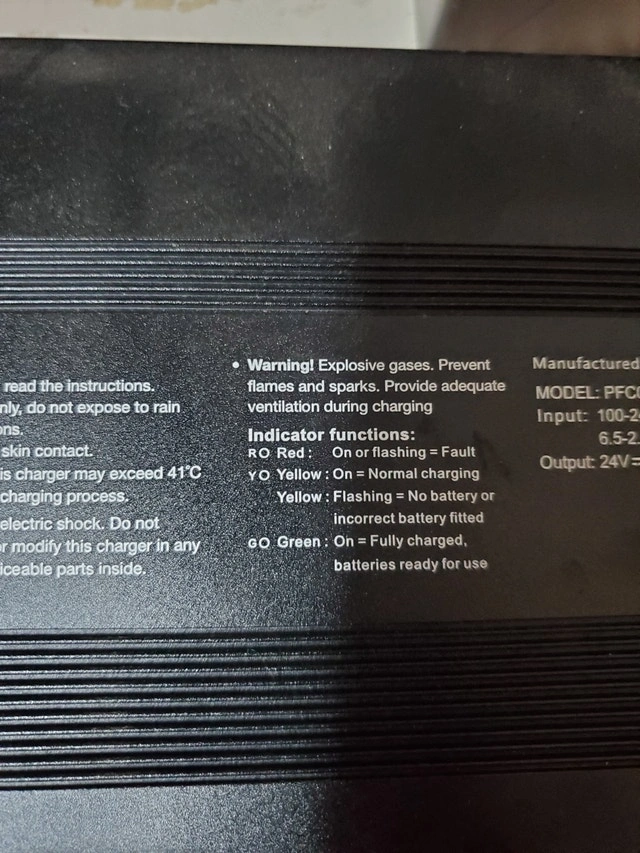 read the instructions.
nly, do not expose to rain
ons.
skin contact.
is charger may exceed 41°C
charging process.
electric shock. Do not
or modify this charger in any
iceable parts inside.
• Warning! Explosive gases. Prevent
flames and sparks. Provide adequate
ventilation during charging
Indicator functions:
RO Red: On or flashing = Fault
YO Yellow: On = Normal charging
Yellow: Flashing = No battery or
incorrect battery fitted
GO Green: On = Fully charged,
batteries ready for use
Manufactured
MODEL: PFC
Input: 100-2
6.5-2.
Output: 24V=